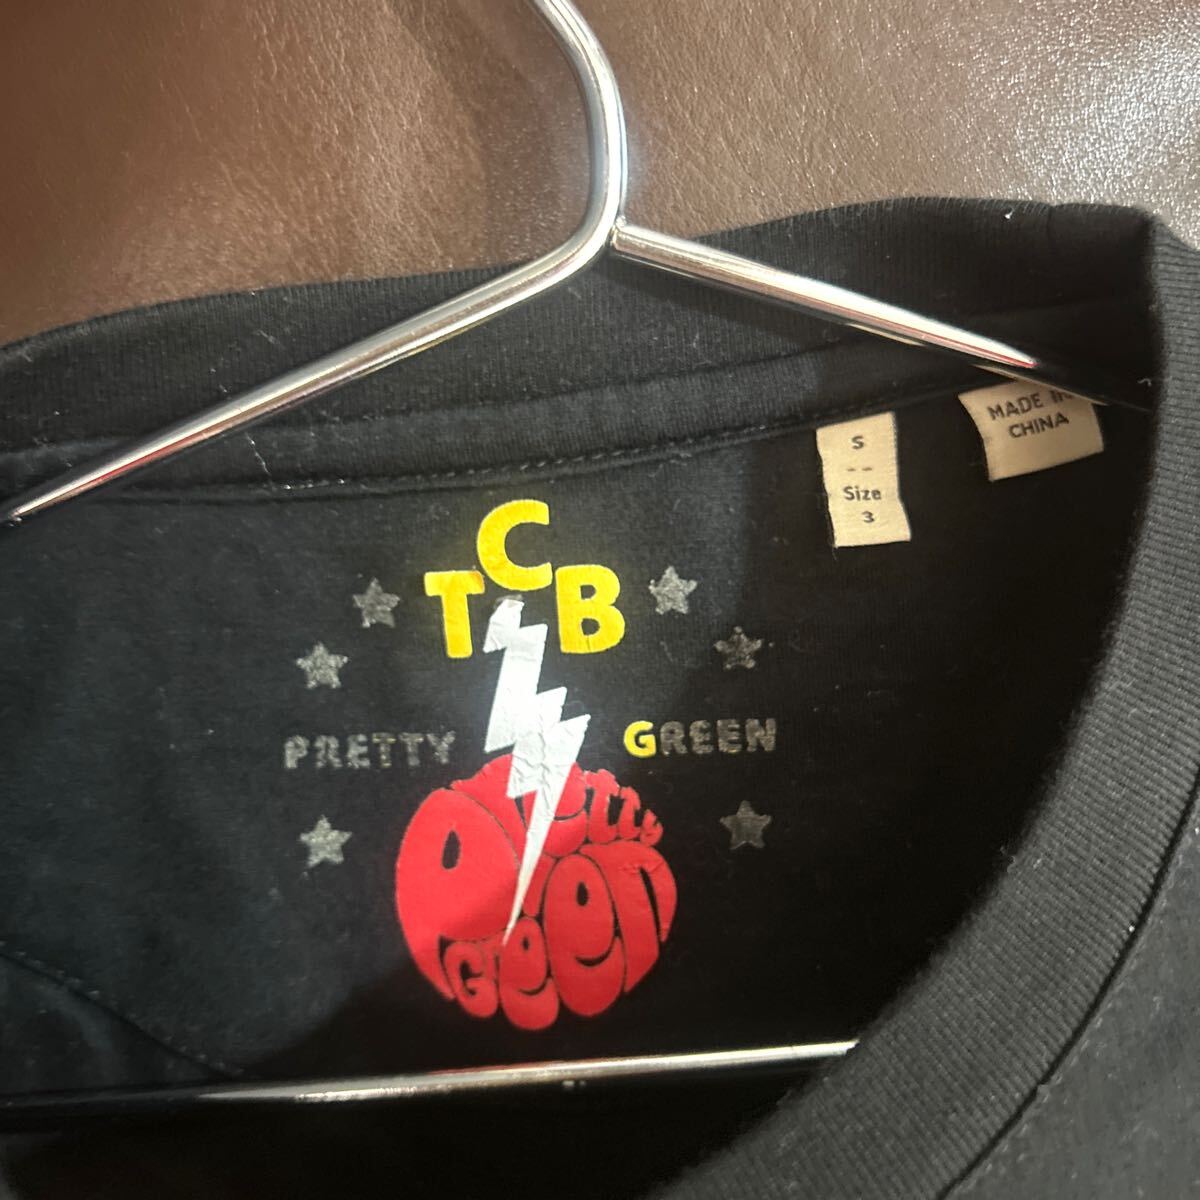 TCB
PRETTY GREEN
Pretty
Green
S
--
Size
3
MADE IN
CHINA